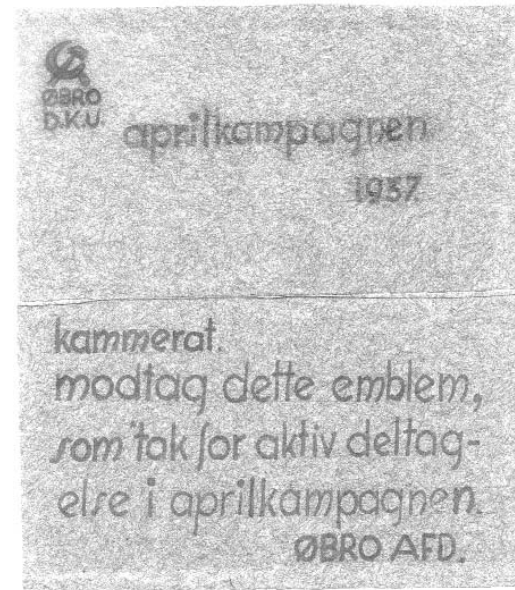 ØBRO
D.K.U.
aprilkampagnen
1937
kammerat.
modtag dette emblem,
som tak for aktiv deltag-
else i aprilkampagnen.
ØBRO AFD.